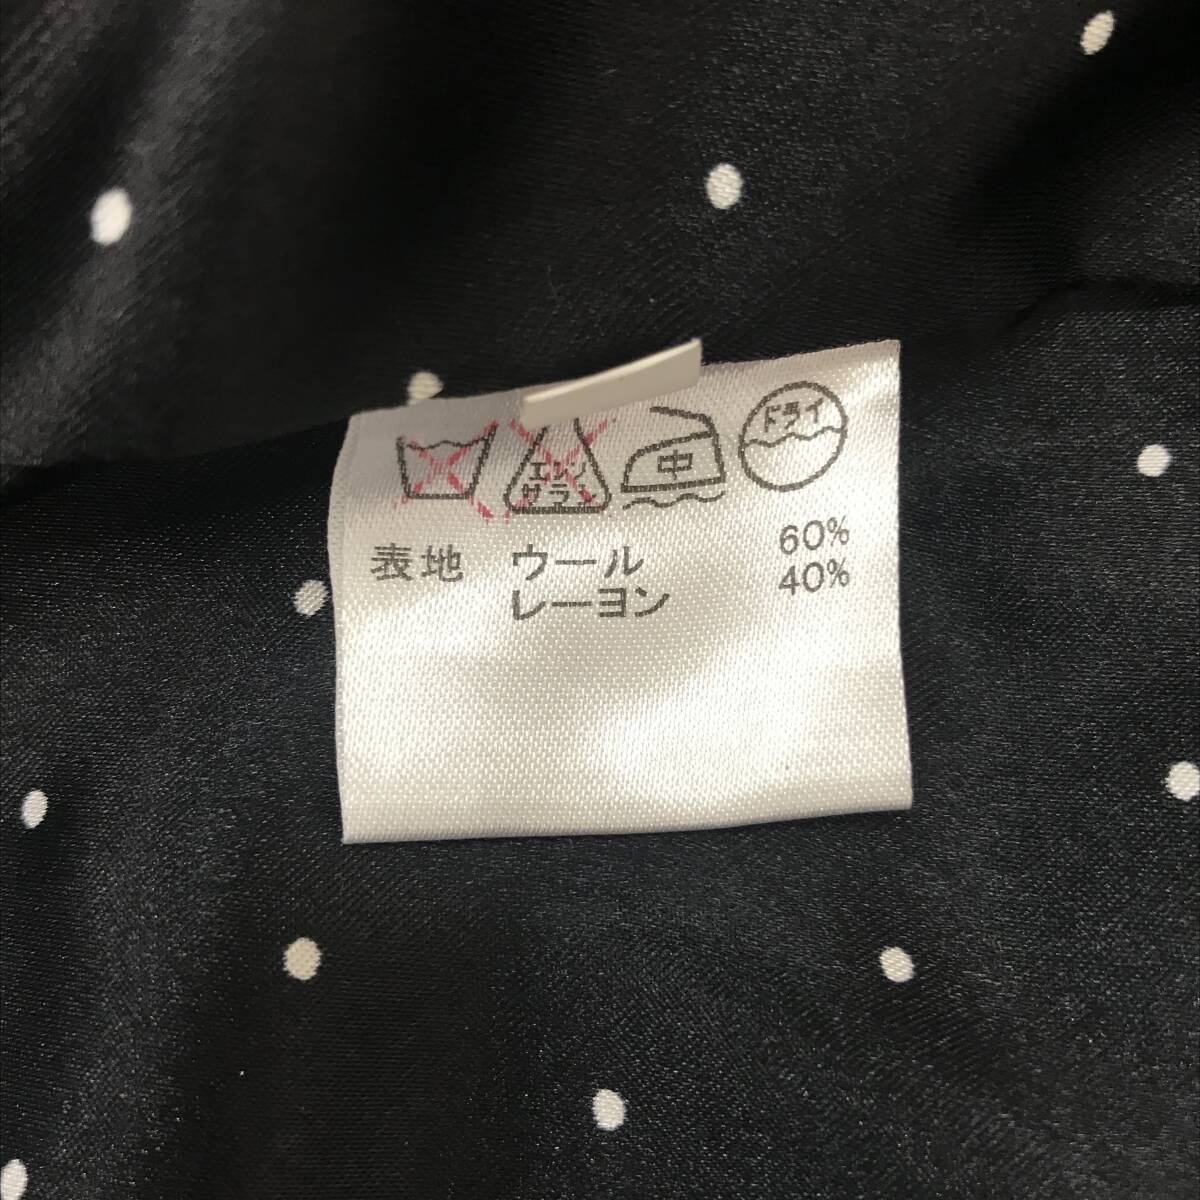 エンソ
サラシ
中
ドライ
表地 ウール 60%
レーヨン 40%